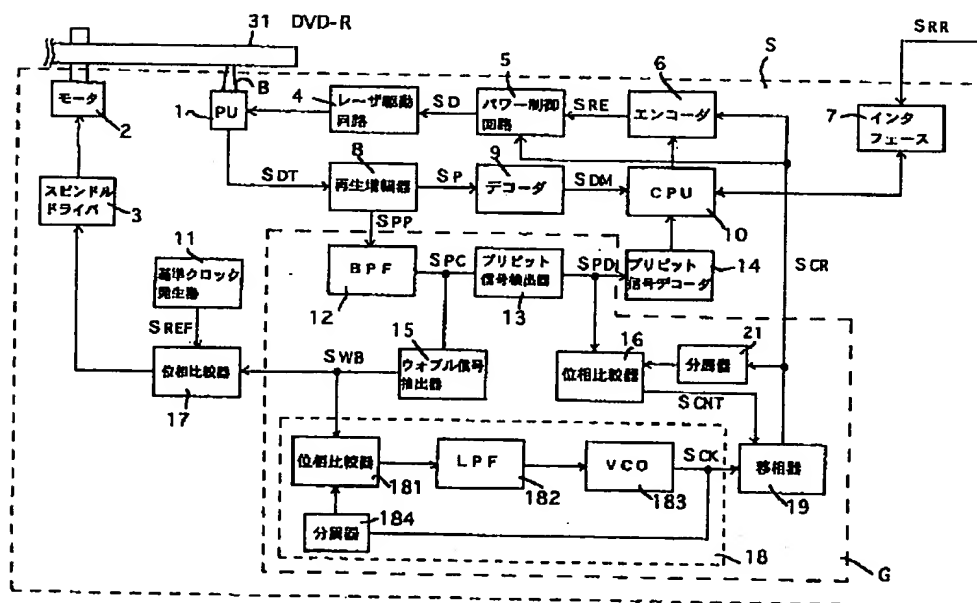 31 DVD-R
SRR
S
B
モータ
2
1
PU
4
レーザ駆動
回路
SD
5
パワー制御
回路
SRE
6
エンコーダ
7
インタ
フェース
スピンドル
ドライバ
3
SDT
8
再生増幅器
SP
9
デコーダ
SDM
CPU
10
SPP
11
基準クロック
発生器
BPF
12
SPC
プリピット
信号検出器
13
SPD
プリピット
信号デコーダ
14
SCR
SREF
位相比較器
17
SWB
15
ウォブル信号
抽出器
16
位相比較器
分周器
21
SCNT
位相比較器
181
LPF
182
VCO
183
SCK
移相器
19
分周器
184
18
G